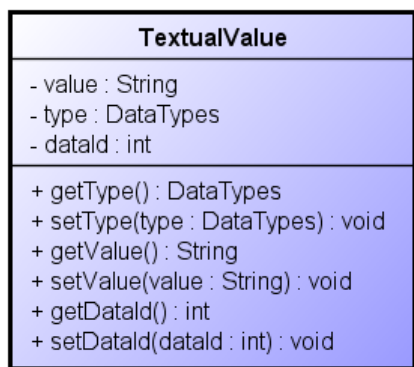 TextualValue
- value : String
- type : DataTypes
- dataId : int
+ getType() : DataTypes
+ setType(type : DataTypes) : void
+ getValue() : String
+ setValue(value : String) : void
+ getDataId() : int
+ setDataId(dataId : int) : void